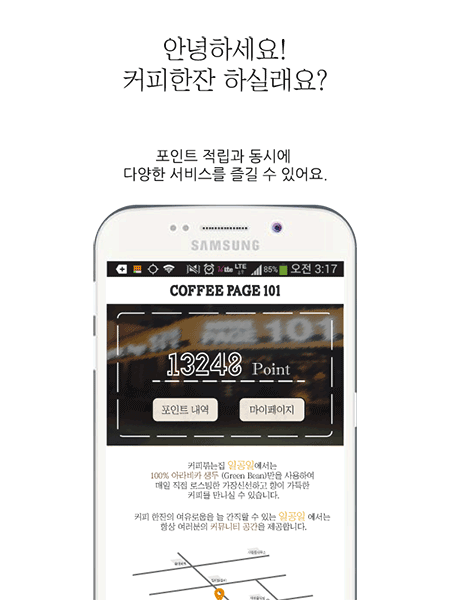 안녕하세요!
커피한잔 하실래요?
포인트 적립과 동시에
다양한 서비스를 즐길 수 있어요.
SAMSUNG
LTE 85% 오전 3:17
COFFEE PAGE 101
PAGE 101
13248 Point
포인트 내역 마이페이지
커피볶는집 일공일에서는
100% 아라비카 생두 (Green Bean)만을 사용하여
매일 직접 로스팅한 가장신선하고 향이 가득한
커피를 만나실 수 있습니다.
커피 한잔의 여유로움을 늘 간직할 수 있는 일공일 에서는
항상 여러분의 커뮤니티 공간을 제공합니다.